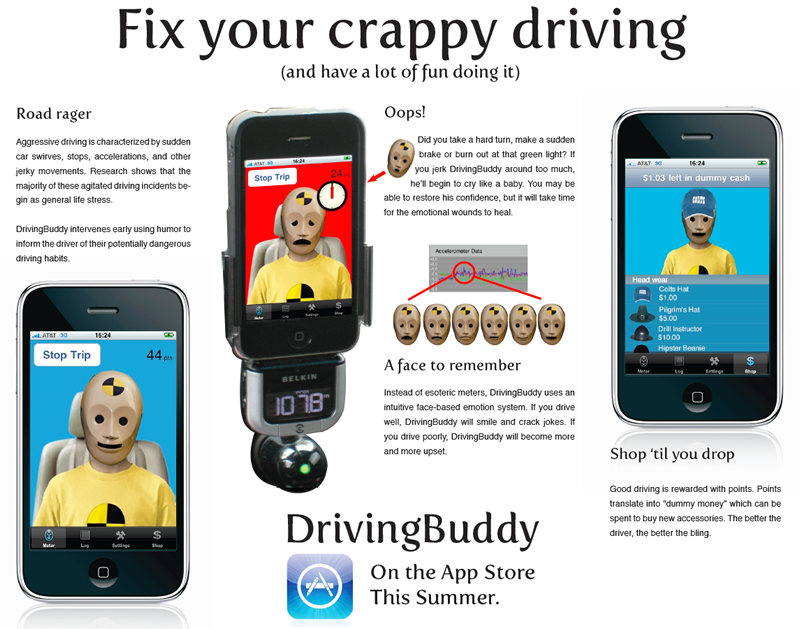 Fix your crappy driving
(and have a lot of fun doing it)
Road rager
Aggressive driving is characterized by sudden
car swirves, stops, accelerations, and other
jerky movements. Research shows that the
majority of these agitated driving incidents be-
gin as general life stress.
DrivingBuddy intervenes early using humor to
inform the driver of their potentially dangerous
driving habits.
AT&T 3G 16:24
Stop Trip 44 pts
Meter Log Settings Shop
AT&T 3G 16:24
Stop Trip 24
Meter Log Settings Shop
BELKIN
107.8
Oops!
Did you take a hard turn, make a sudden
brake or burn out at that green light? If
you jerk DrivingBuddy around too much,
he'll begin to cry like a baby. You may be
able to restore his confidence, but it will take time
for the emotional wounds to heal.
Accelerometer Data
A face to remember
Instead of esoteric meters, DrivingBuddy uses an
intuitive face-based emotion system. If you drive
well, DrivingBuddy will smile and crack jokes. If
you drive poorly, DrivingBuddy will become more
and more upset.
AT&T 3G 16:24
$1.03 left in dummy cash
COLTS
Head wear
Colts Hat
$1.00
Pilgrim's Hat
$5.00
Drill Instructor
$10.00
Hipster Beanie
Meter Log Settings Shop
Shop 'til you drop
Good driving is rewarded with points. Points
translate into “dummy money” which can be
spent to buy new accessories. The better the
driver, the better the bling.
DrivingBuddy
On the App Store
This Summer.